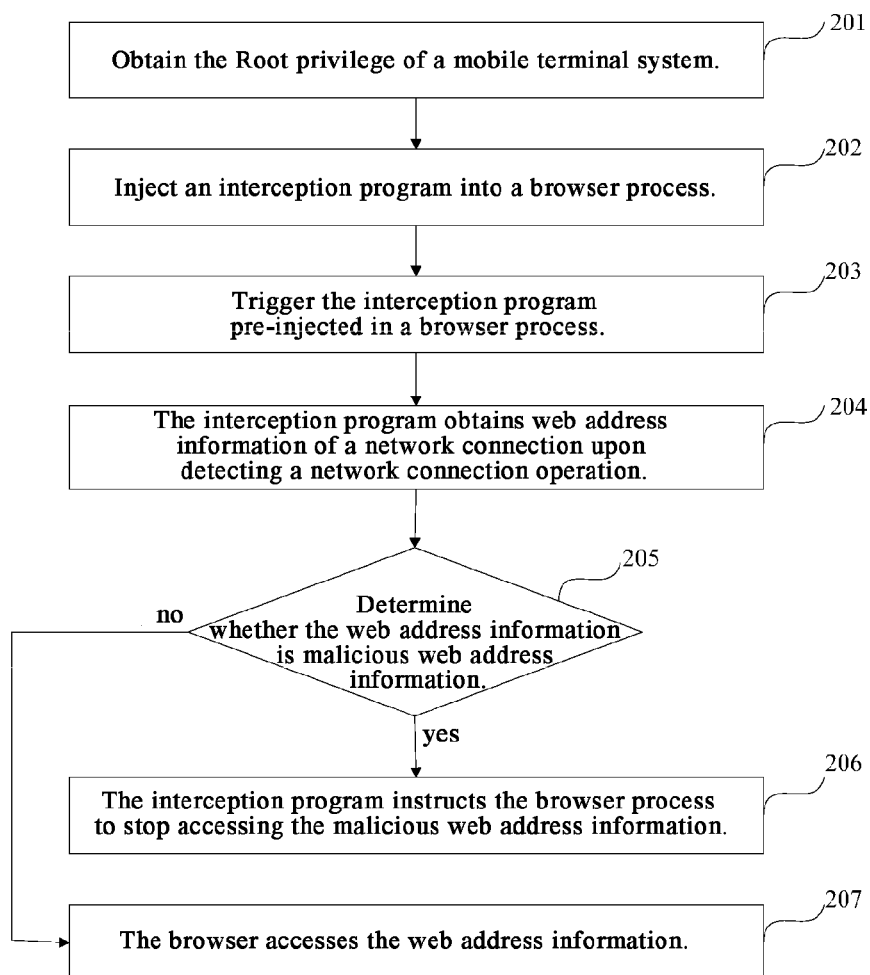 201
Obtain the Root privilege of a mobile terminal system.
202
Inject an interception program into a browser process.
203
Trigger the interception program
pre-injected in a browser process.
204
The interception program obtains web address
information of a network connection upon
detecting a network connection operation.
205
no
Determine
whether the web address information
is malicious web address
information.
yes
206
The interception program instructs the browser process
to stop accessing the malicious web address information.
207
The browser accesses the web address information.